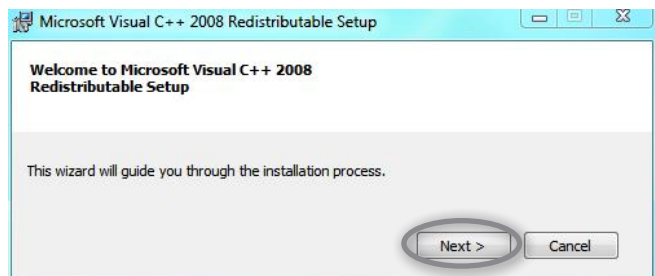 Microsoft Visual C++ 2008 Redistributable Setup
Welcome to Microsoft Visual C++ 2008
Redistributable Setup
This wizard will guide you through the installation process.
Next > Cancel